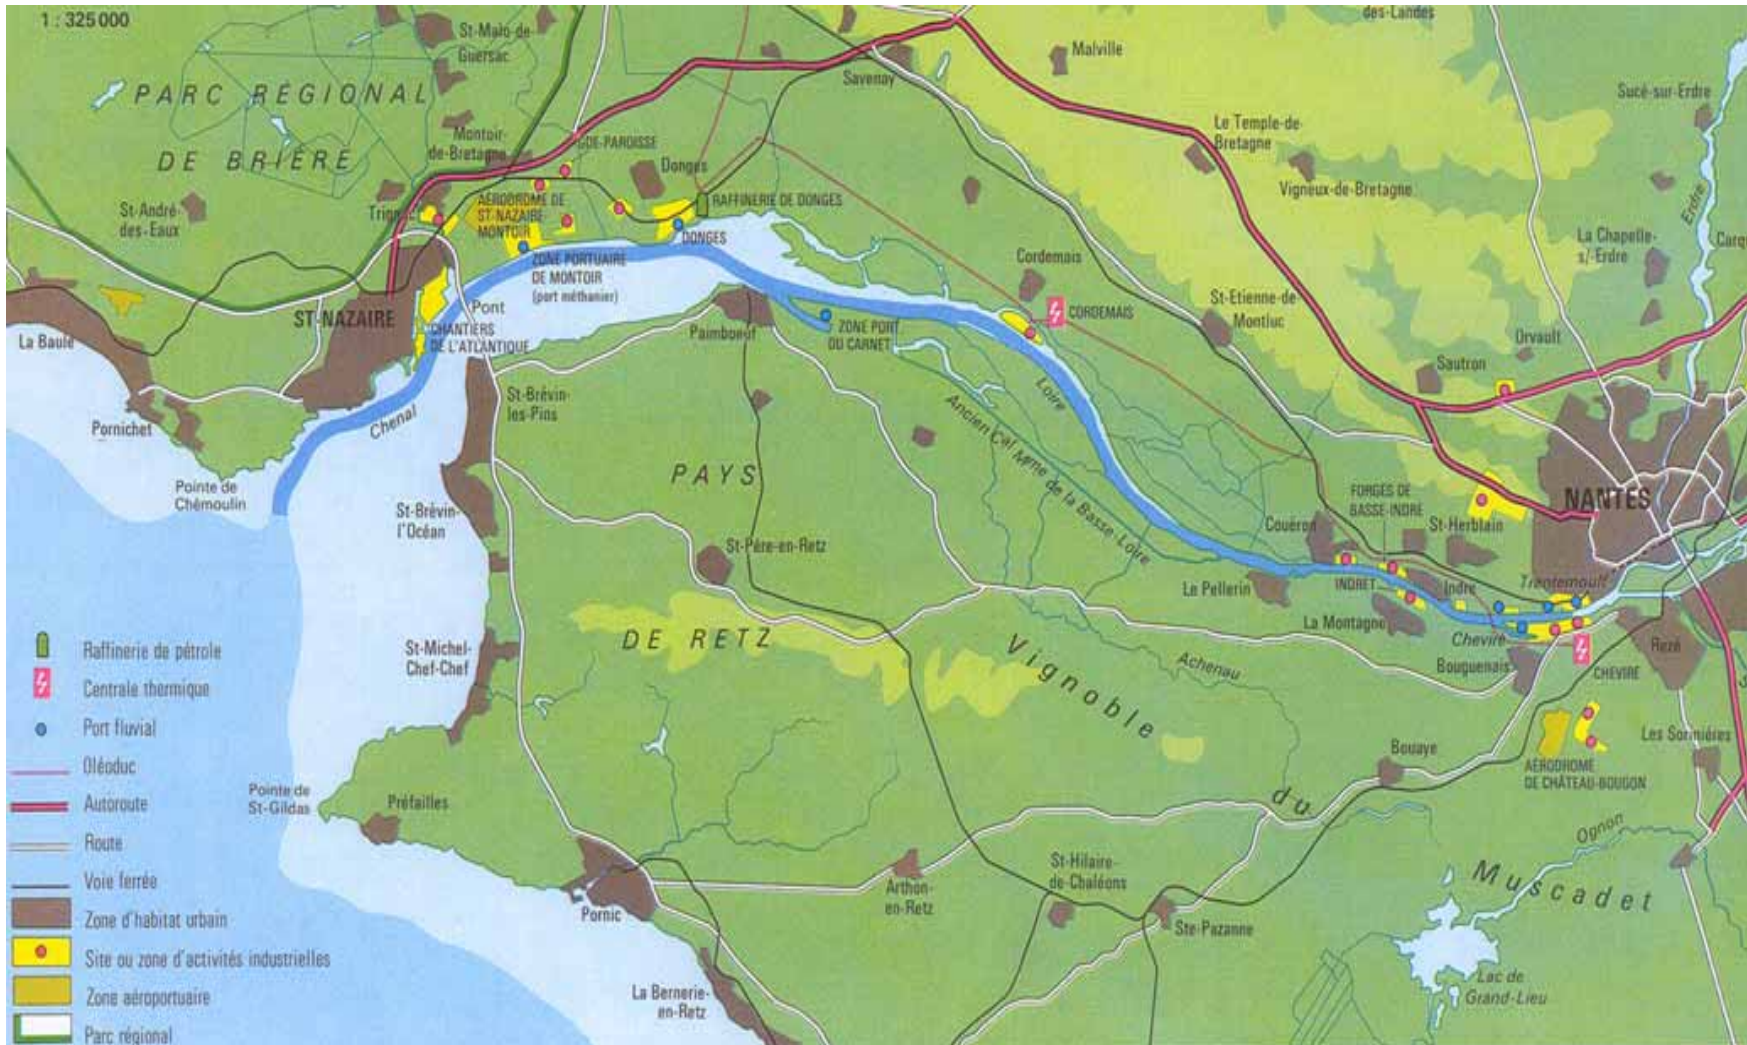 1 : 325 000
des-Landes
St-Malo-de-
Guersac
Malville
Savenay
PARC RÉGIONAL
DE BRIÈRE
Sucé-sur-Erdre
Montoir-
de-Bretagne
GDE-PAROISSE
Le Temple-de-
Bretagne
Donges
Vigneux-de-Bretagne
Erdre
St-André-
des-Eaux
AÉRODROME DE
ST-NAZAIRE-
MONTOIR
RAFFINERIE DE DONGES
DONGES
La Chapelle-
s/-Erdre
ZONE PORTUAIRE
DE MONTOIR
(port méthanier)
Cordemais
St-Etienne-de-
Montluc
Pont
ST-NAZAIRE
CORDEMAIS
CHANTIERS
DE L'ATLANTIQUE
Paimboeuf
ZONE PORT
DU CARNET
Orvault
La Baule
Sautron
St-Brévin-
les-Pins
Loire
Chenal
Pornichet
Ancien Cal Mme de la Basse-Loire
PAYS
Pointe de
Chémoulin
FORGES DE
BASSE-INDRE
NANTES
St-Brévin-
l'Océan
Couëron
St-Herblain
St-Père-en-Retz
Le Pellerin
INDRET
Indre
Trentemoult
La Montagne
Cheviré
Rezé
DE RETZ
Vignoble
St-Michel-
Chef-Chef
Achenau
Bouguenais
CHEVIRE
Raffinerie de pétrole
Centrale thermique
Port fluvial
Oléoduc
Autoroute
Route
Voie ferrée
Zone d'habitat urbain
Site ou zone d'activités industrielles
Zone aéroportuaire
Parc régional
Les Sorinières
Bouaye
AÉRODROME
DE CHÂTEAU-BOUGON
Pointe de
St-Gildas
Préfailles
du
Ognon
St-Hilaire-
de-Chaléons
Muscadet
Arthon-
en-Retz
Pornic
Ste-Pazanne
La Bernerie-
en-Retz
Lac de
Grand-Lieu